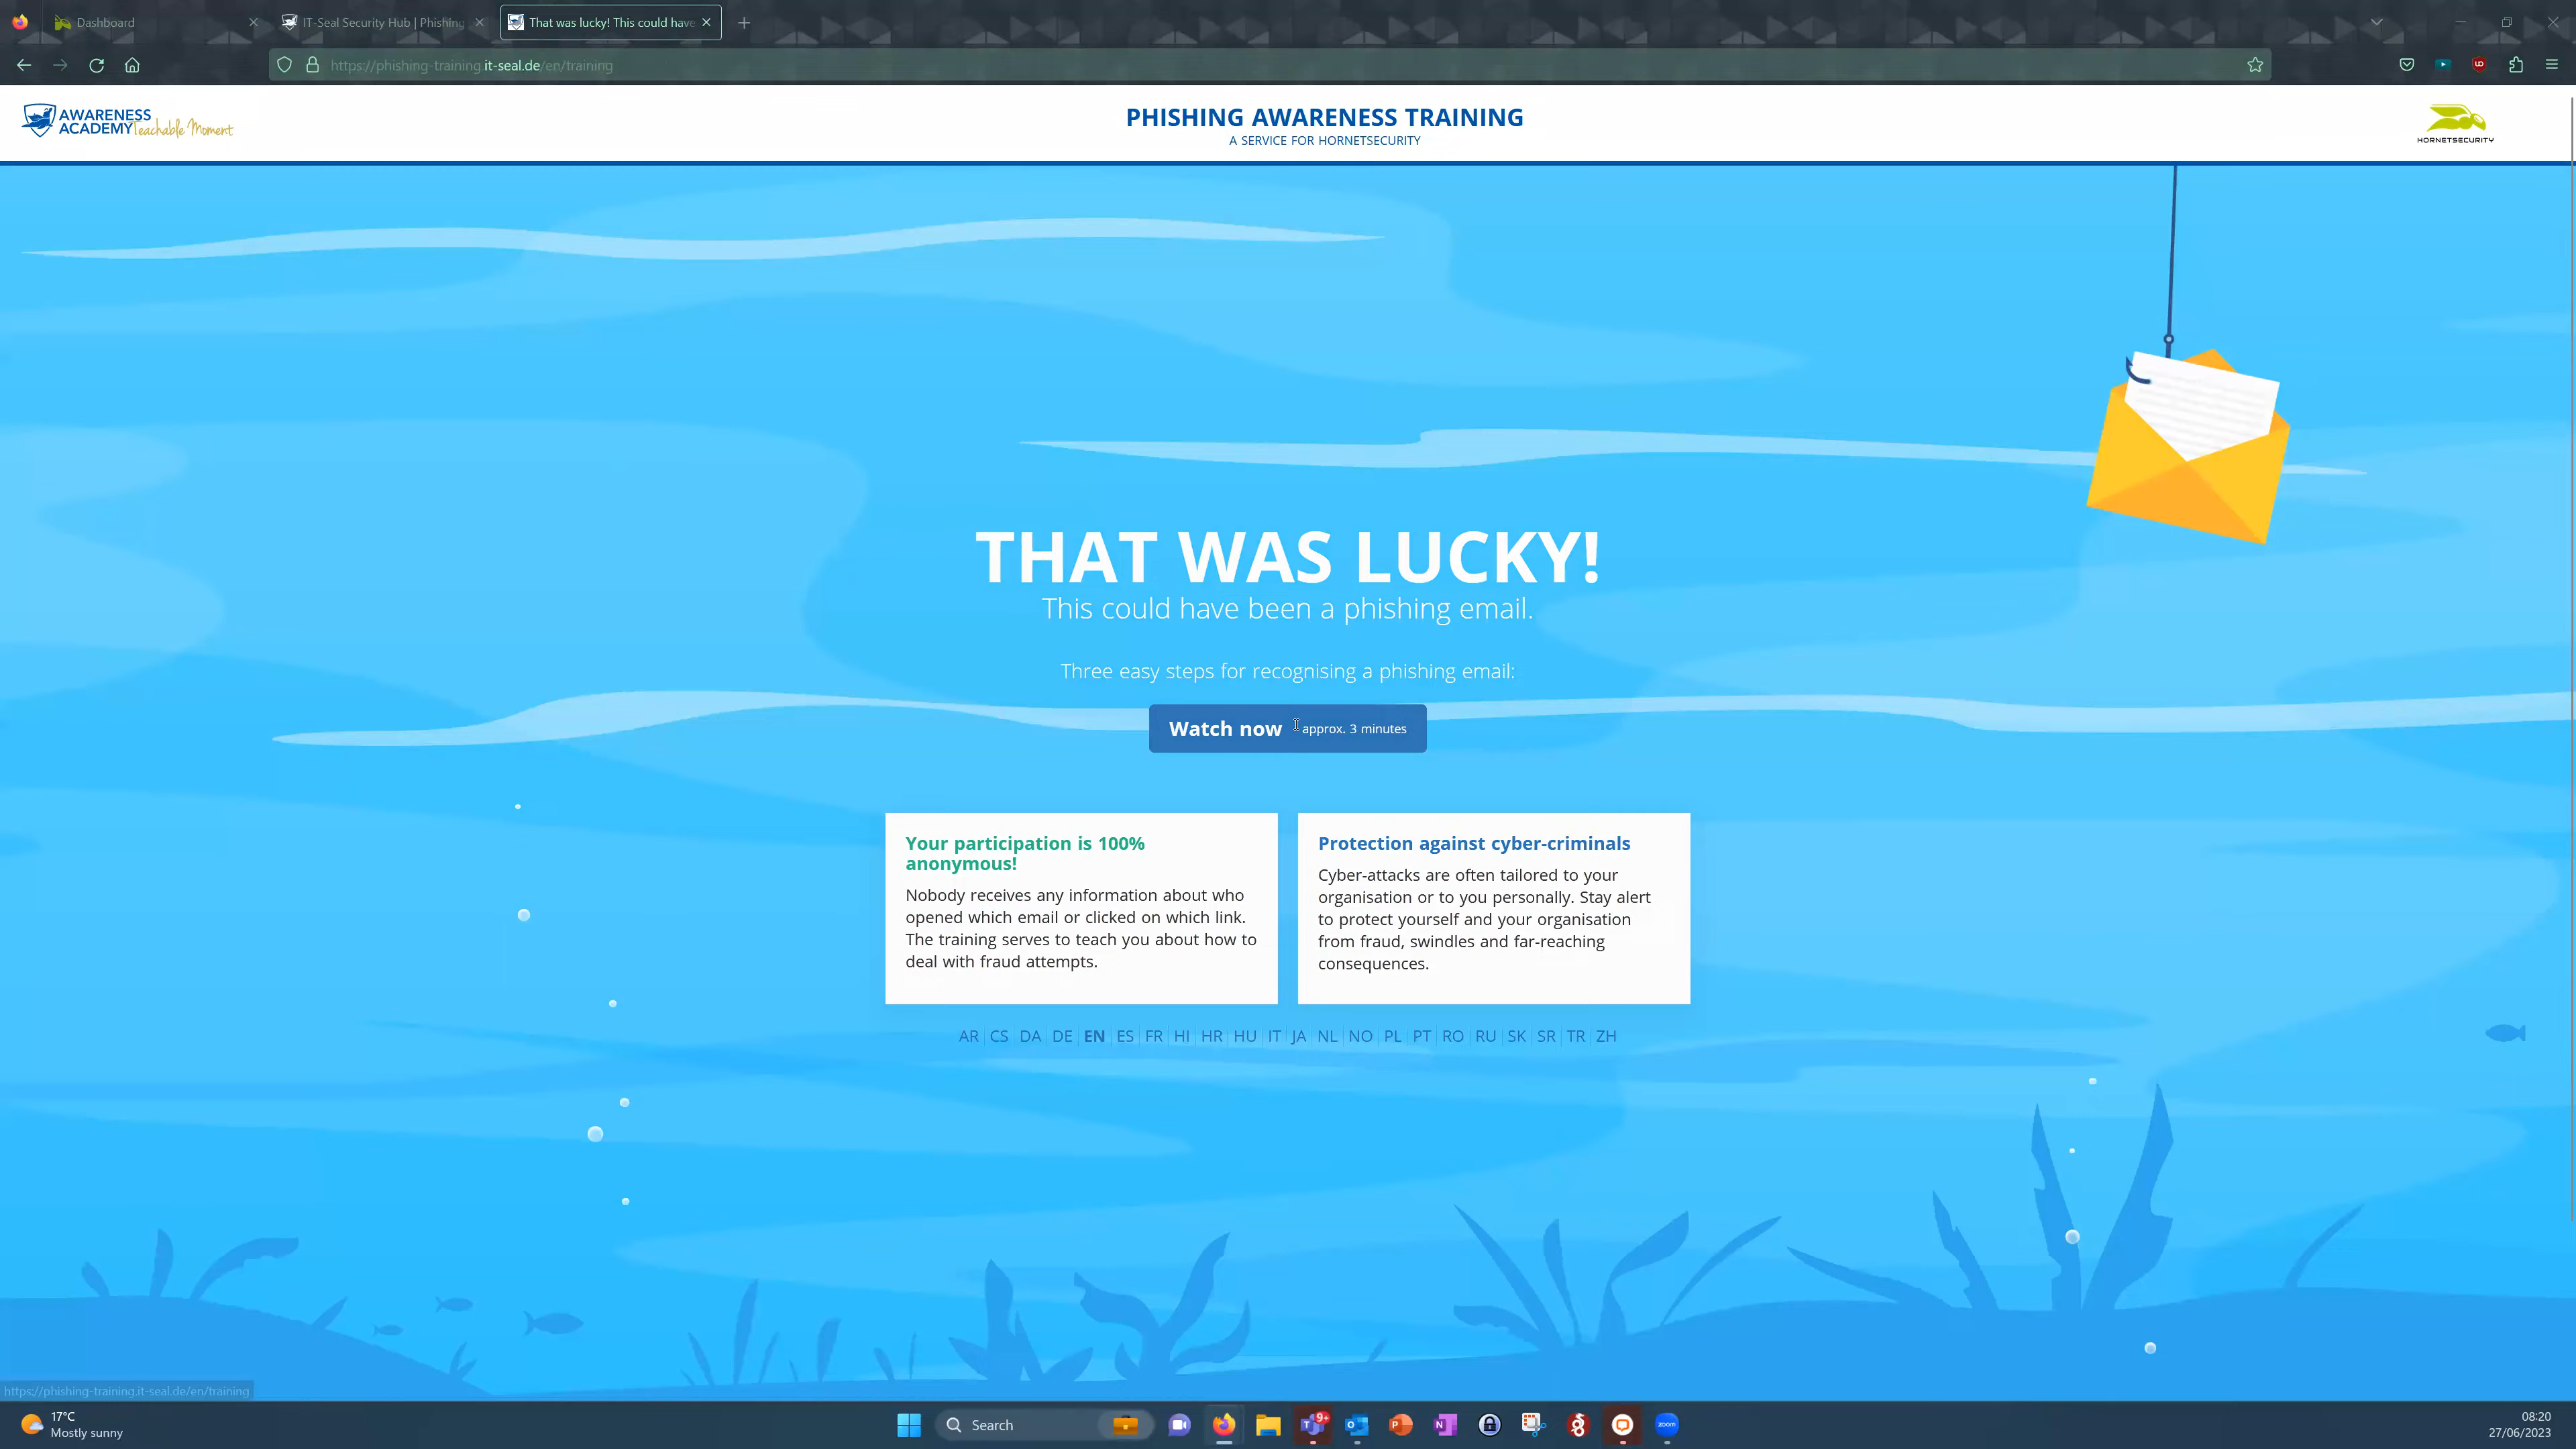 Dashboard
IT-Seal Security Hub | Phishing
That was lucky! This could have
https://phishing-training.it-seal.de/en/training
AWARENESS
ACADEMY Teachable Moment
PHISHING AWARENESS TRAINING
A SERVICE FOR HORNETSECURITY
HORNETSECURITY
THAT WAS LUCKY!
This could have been a phishing email.
Three easy steps for recognising a phishing email:
Watch now approx. 3 minutes
Your participation is 100%
anonymous!
Nobody receives any information about who
opened which email or clicked on which link.
The training serves to teach you about how to
deal with fraud attempts.
Protection against cyber-criminals
Cyber-attacks are often tailored to your
organisation or to you personally. Stay alert
to protect yourself and your organisation
from fraud, swindles and far-reaching
consequences.
AR CS DA DE EN ES FR HI HR HU IT JA NL NO PL PT RO RU SK SR TR ZH
https://phishing-training.it-seal.de/en/training
17°C
Mostly sunny
Search
9+
zoom
08:20
27/06/2023